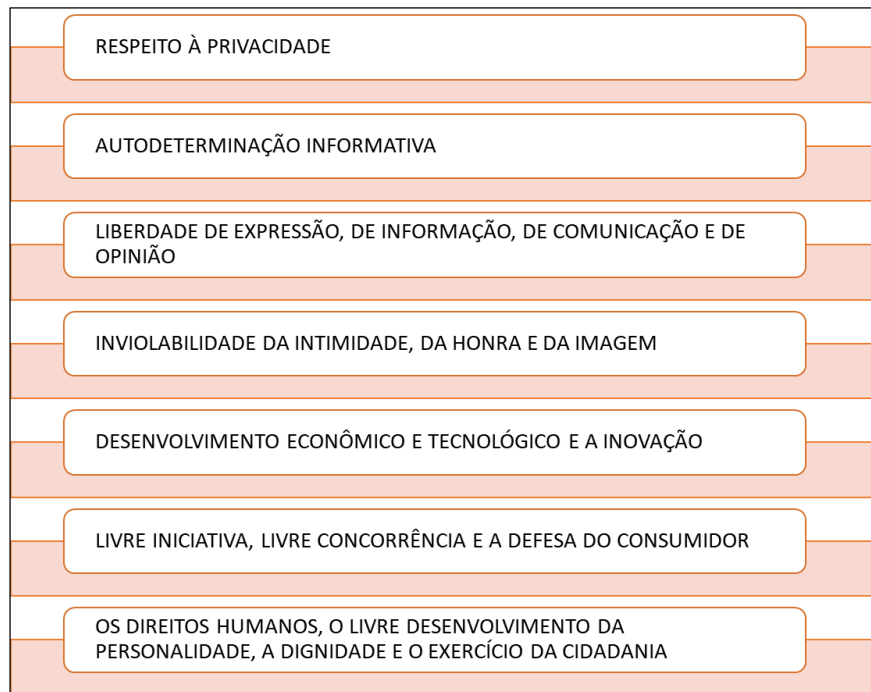 RESPEITO À PRIVACIDADE
AUTODETERMINAÇÃO INFORMATIVA
LIBERDADE DE EXPRESSÃO, DE INFORMAÇÃO, DE COMUNICAÇÃO E DE
OPINIÃO
INVIOLABILIDADE DA INTIMIDADE, DA HONRA E DA IMAGEM
DESENVOLVIMENTO ECONÔMICO E TECNOLÓGICO E A INOVAÇÃO
LIVRE INICIATIVA, LIVRE CONCORRÊNCIA E A DEFESA DO CONSUMIDOR
OS DIREITOS HUMANOS, O LIVRE DESENVOLVIMENTO DA
PERSONALIDADE, A DIGNIDADE E O EXERCÍCIO DA CIDADANIA